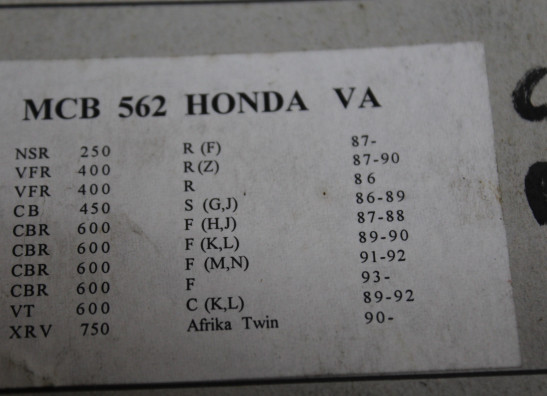 MCB 562 HONDA VA
NSR 250 R (F) 87-
VFR 400 R(Z) 87-90
VFR 400 R 86
CB 450 S (G,J) 86-89
CBR 600 F (H,J) 87-88
CBR 600 F (K,L) 89-90
CBR 600 F (M,N) 91-92
CBR 600 F 93-
VT 600 C (K,L) 89-92
XRV 750 Afrika Twin 90-